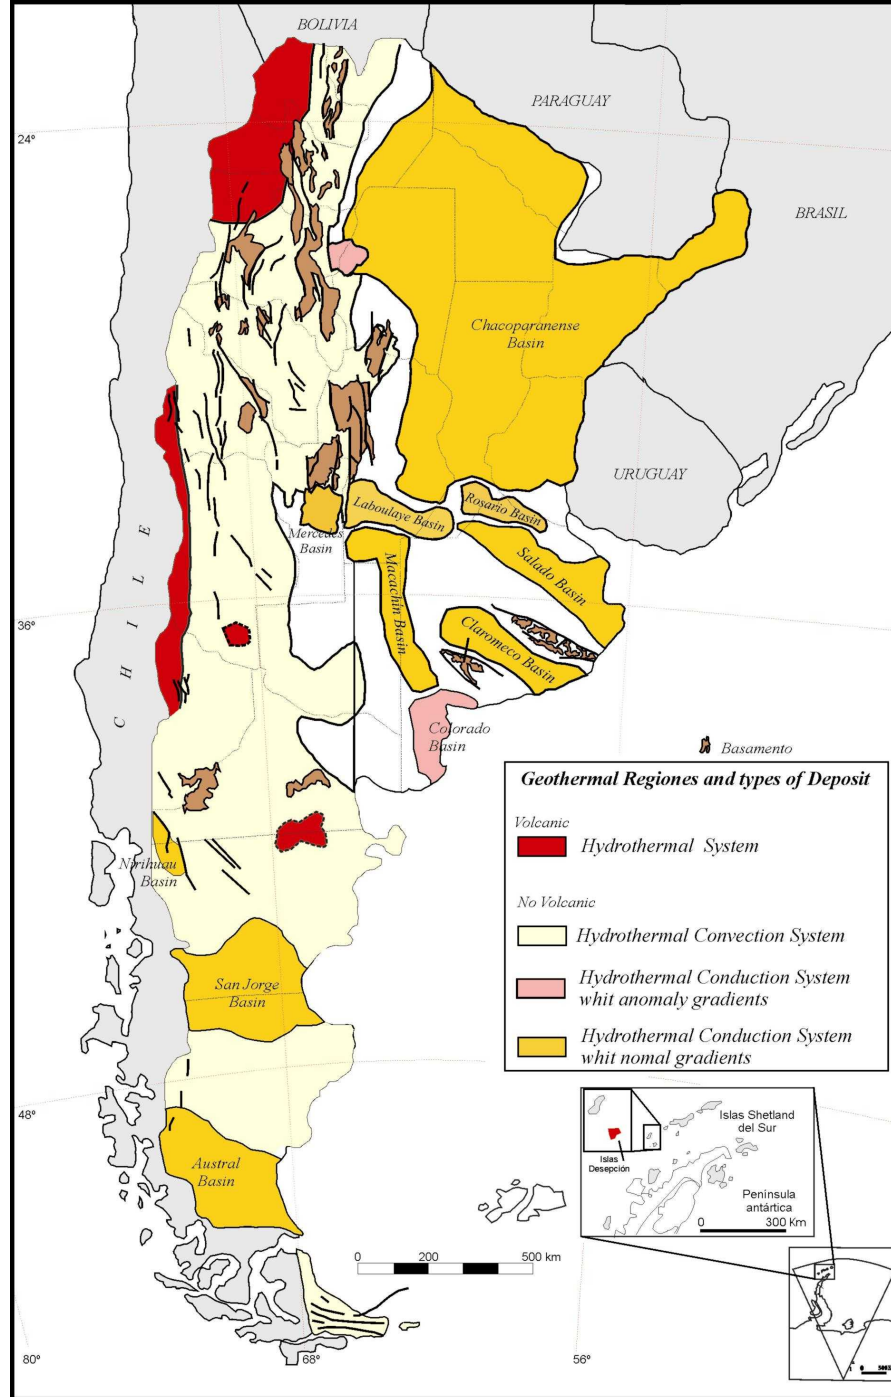 BOLIVIA
PARAGUAY
24°
BRASIL
Chacoparanense
Basin
URUGUAY
Laboulaye Basin
Rosario Basin
Mercedes
Basin
Salado Basin
Macachín Basin
CHILE
36°
Claromeco Basin
Colorado
Basin
Basamento
Geothermal Regiones and types of Deposit
Volcanic
Hydrothermal System
No Volcanic
Hydrothermal Convection System
Hydrothermal Conduction System
whit anomaly gradients
Hydrothermal Conduction System
whit nomal gradients
Ñirihuau
Basin
San Jorge
Basin
48°
Austral
Basin
Islas Shetland
del Sur
Islas
Desepción
Península
antártica
0 300 Km
0 200 500 km
80°
68°
56°